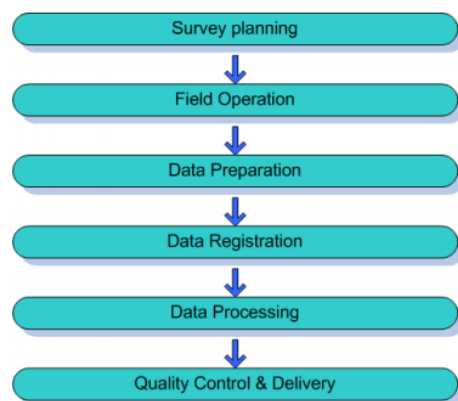 Survey planning
Field Operation
Data Preparation
Data Registration
Data Processing
Quality Control & Delivery